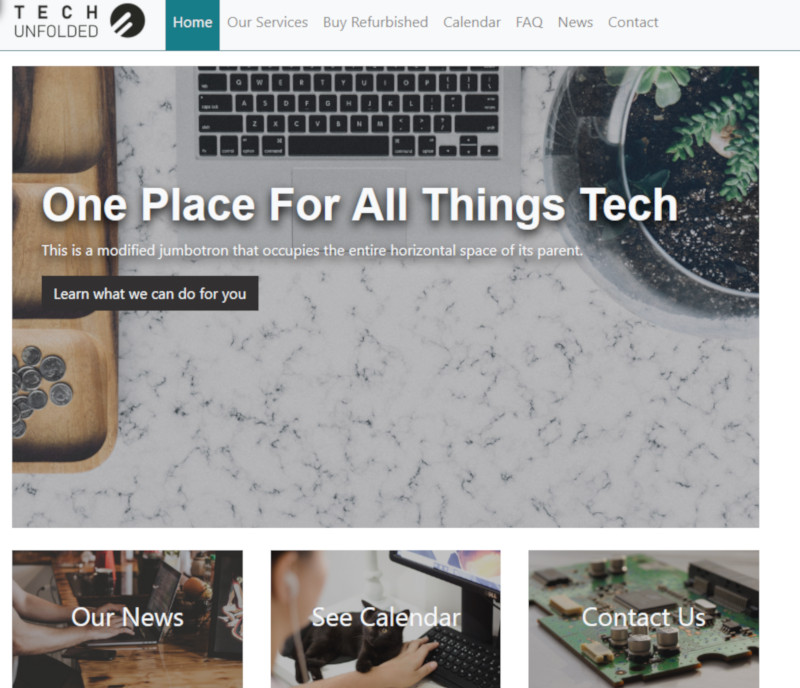 TECH
UNFOLDED
Home Our Services Buy Refurbished Calendar FAQ News Contact
One Place For All Things Tech
This is a modified jumbotron that occupies the entire horizontal space of its parent.
Learn what we can do for you
Our News See Calendar Contact Us